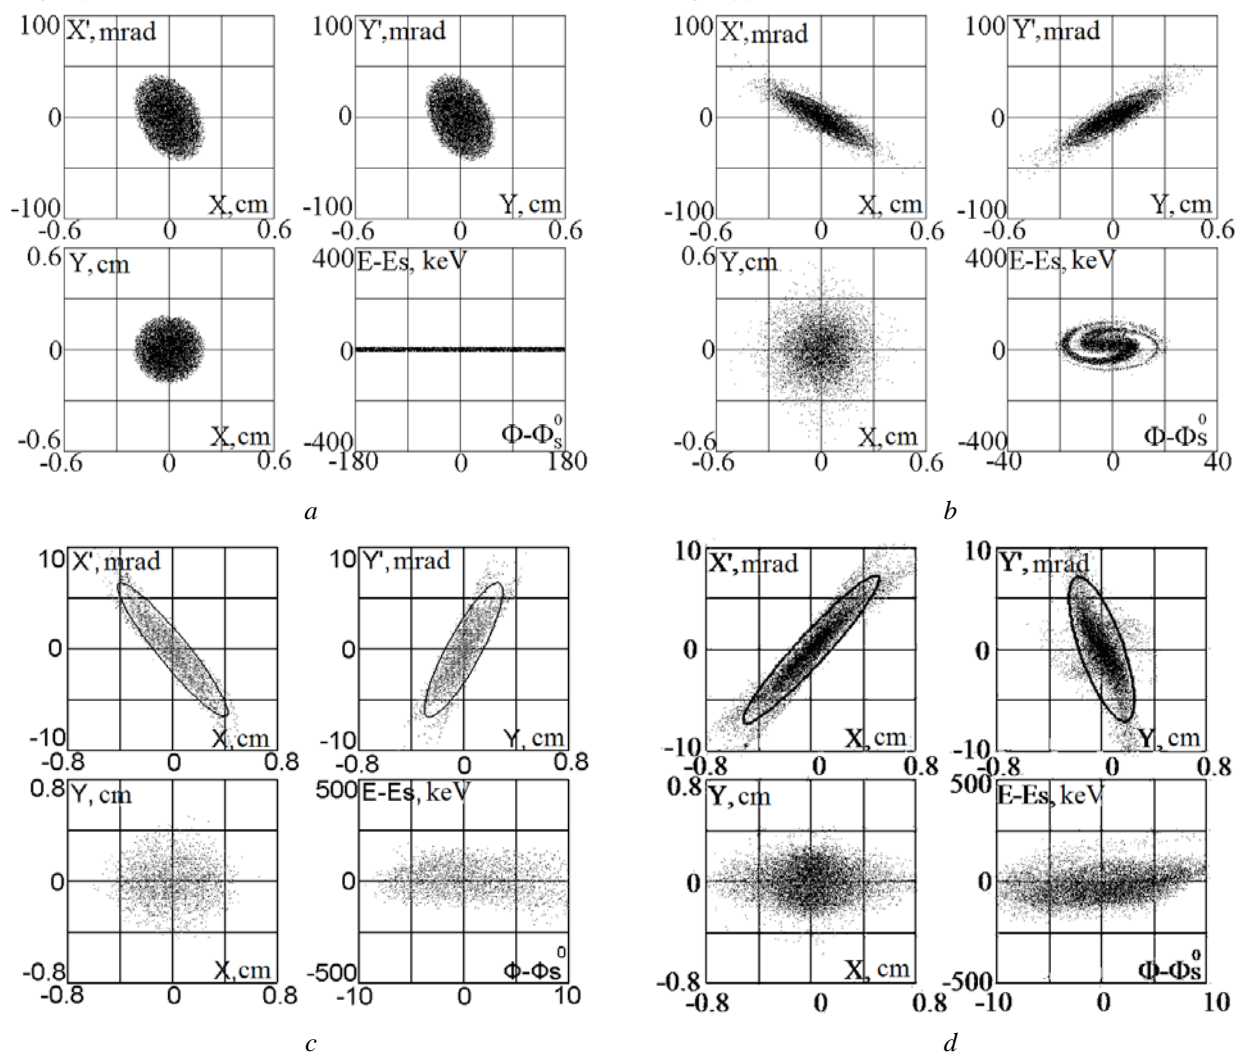 100 X', mrad
0
-100 X, cm
-0.6 0 0.6
100 Y', mrad
0
-100 Y, cm
-0.6 0 0.6
0.6 Y, cm
0
-0.6 X, cm
-0.6 0 0.6
400 E-Es, keV
0
-400 Φ-Φs⁰
-180 0 180
a
100 X', mrad
0
-100 X, cm
-0.6 0 0.6
100 Y', mrad
0
-100 Y, cm
-0.6 0 0.6
0.6 Y, cm
0
-0.6 X, cm
-0.6 0 0.6
400 E-Es, keV
0
-400 Φ-Φs⁰
-40 0 40
b
10 X', mrad
0
-10 X, cm
-0.8 0 0.8
10 Y', mrad
0
-10 Y, cm
-0.8 0 0.8
0.8 Y, cm
0
-0.8 X, cm
-0.8 0 0.8
500 E-Es, keV
0
-500 Φ-Φs⁰
-10 0 10
c
10 X', mrad
0
-10 X, cm
-0.8 0 0.8
10 Y', mrad
0
-10 Y, cm
-0.8 0 0.8
0.8 Y, cm
0
-0.8 X, cm
-0.8 0 0.8
500 E-Es, keV
0
-500 Φ-Φs⁰
-10 0 10
d